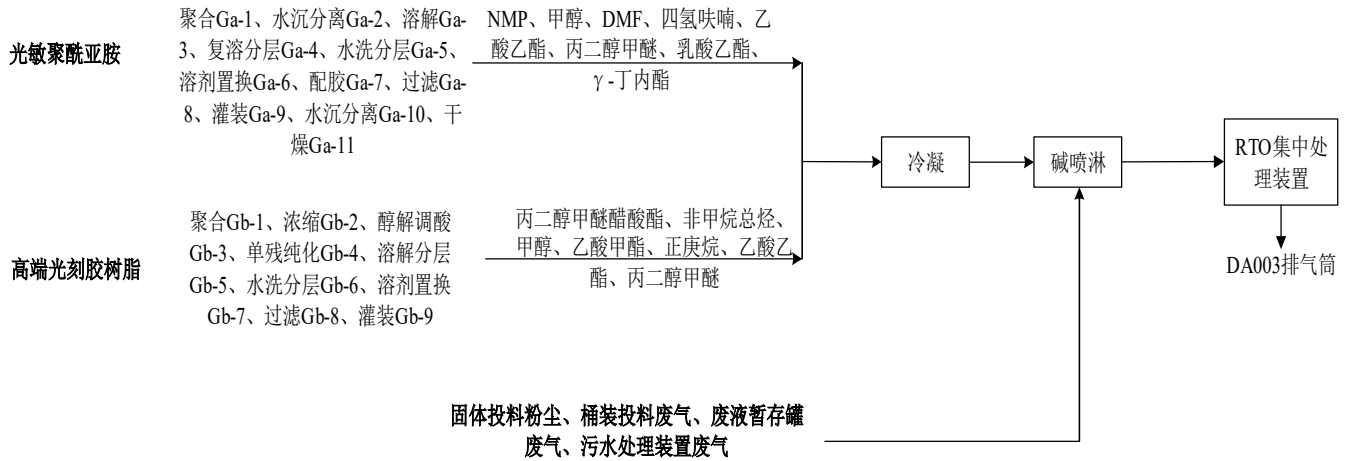 光敏聚酰亚胺
聚合Ga-1、水沉分离Ga-2、溶解Ga-
3、复溶分层Ga-4、水洗分层Ga-5、
溶剂置换Ga-6、配胶Ga-7、过滤Ga-
8、灌装Ga-9、水沉分离Ga-10、干
燥Ga-11
NMP、甲醇、DMF、四氢呋喃、乙
酸乙酯、丙二醇甲醚、乳酸乙酯、
γ-丁内酯
高端光刻胶树脂
聚合Gb-1、浓缩Gb-2、醇解调酸
Gb-3、单残纯化Gb-4、溶解分层
Gb-5、水洗分层Gb-6、溶剂置换
Gb-7、过滤Gb-8、灌装Gb-9
丙二醇甲醚醋酸酯、非甲烷总烃、
甲醇、乙酸甲酯、正庚烷、乙酸乙
酯、丙二醇甲醚
冷凝
碱喷淋
RTO集中处
理装置
DA003排气筒
固体投料粉尘、桶装投料废气、废液暂存罐
废气、污水处理装置废气